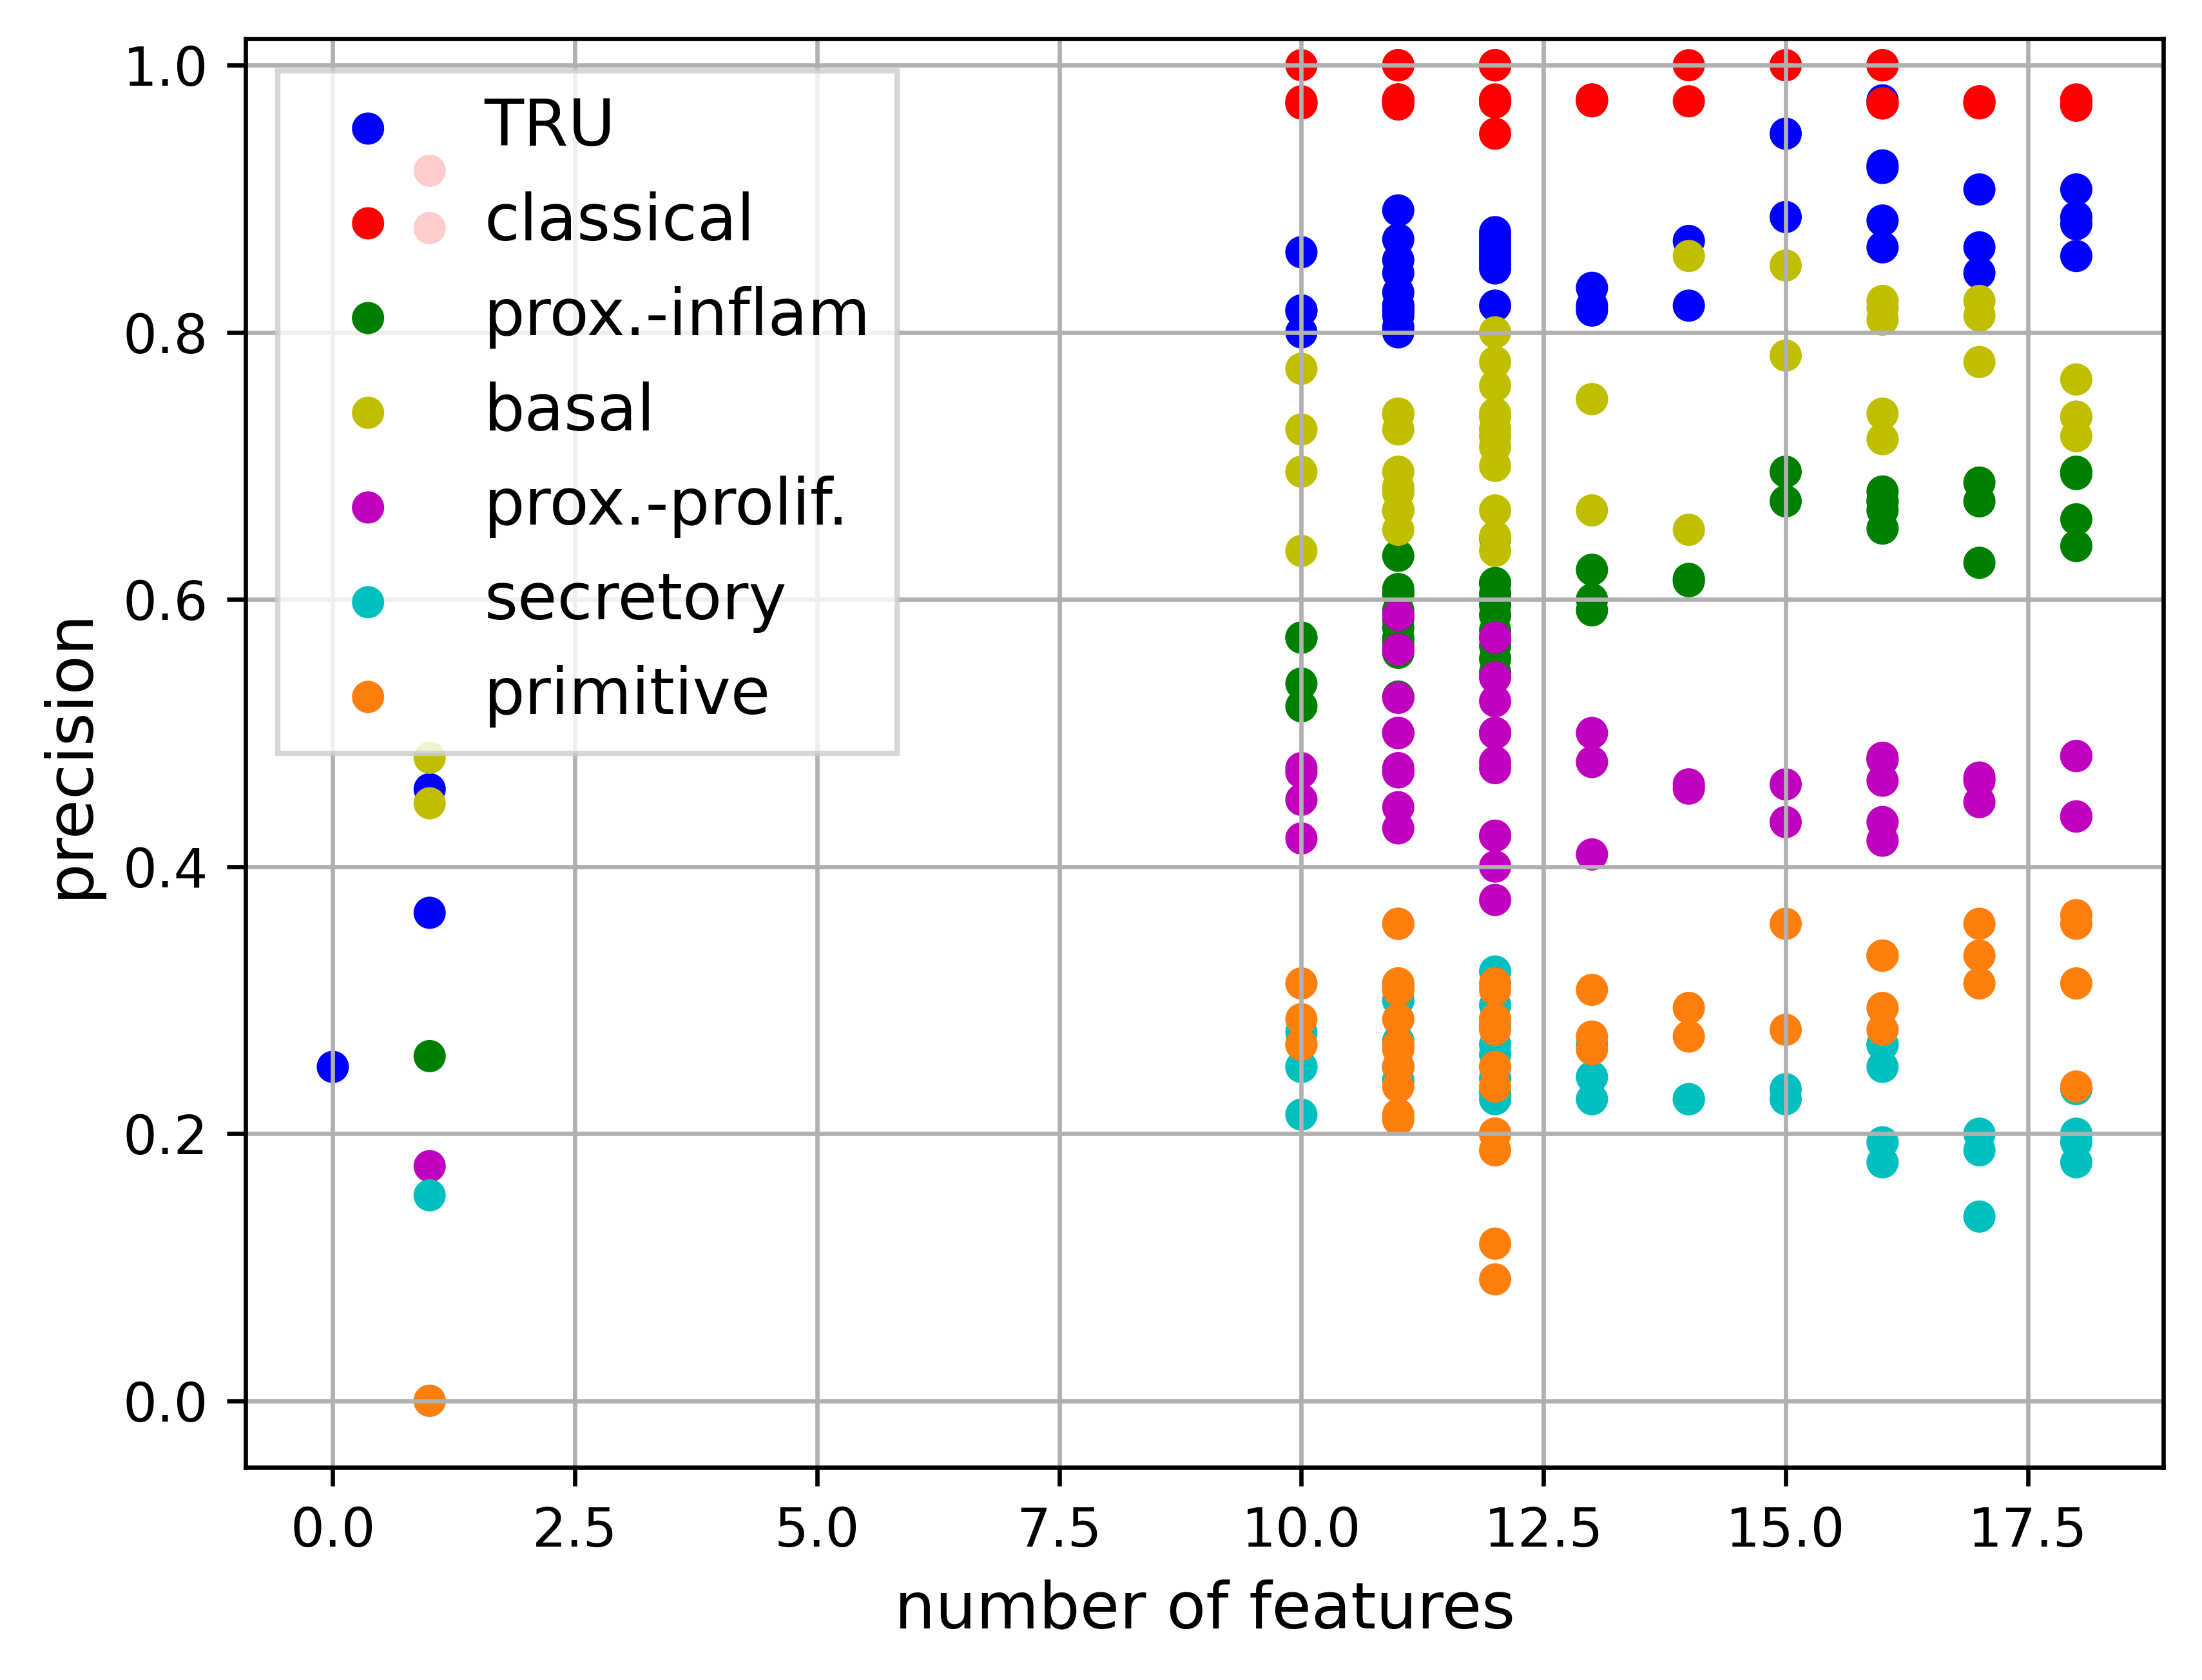 1.0
0.8
0.6
0.4
0.2
0.0
precision
TRU
classical
prox.-inflam
basal
prox.-prolif.
secretory
primitive
0.0 2.5 5.0 7.5 10.0 12.5 15.0 17.5
number of features